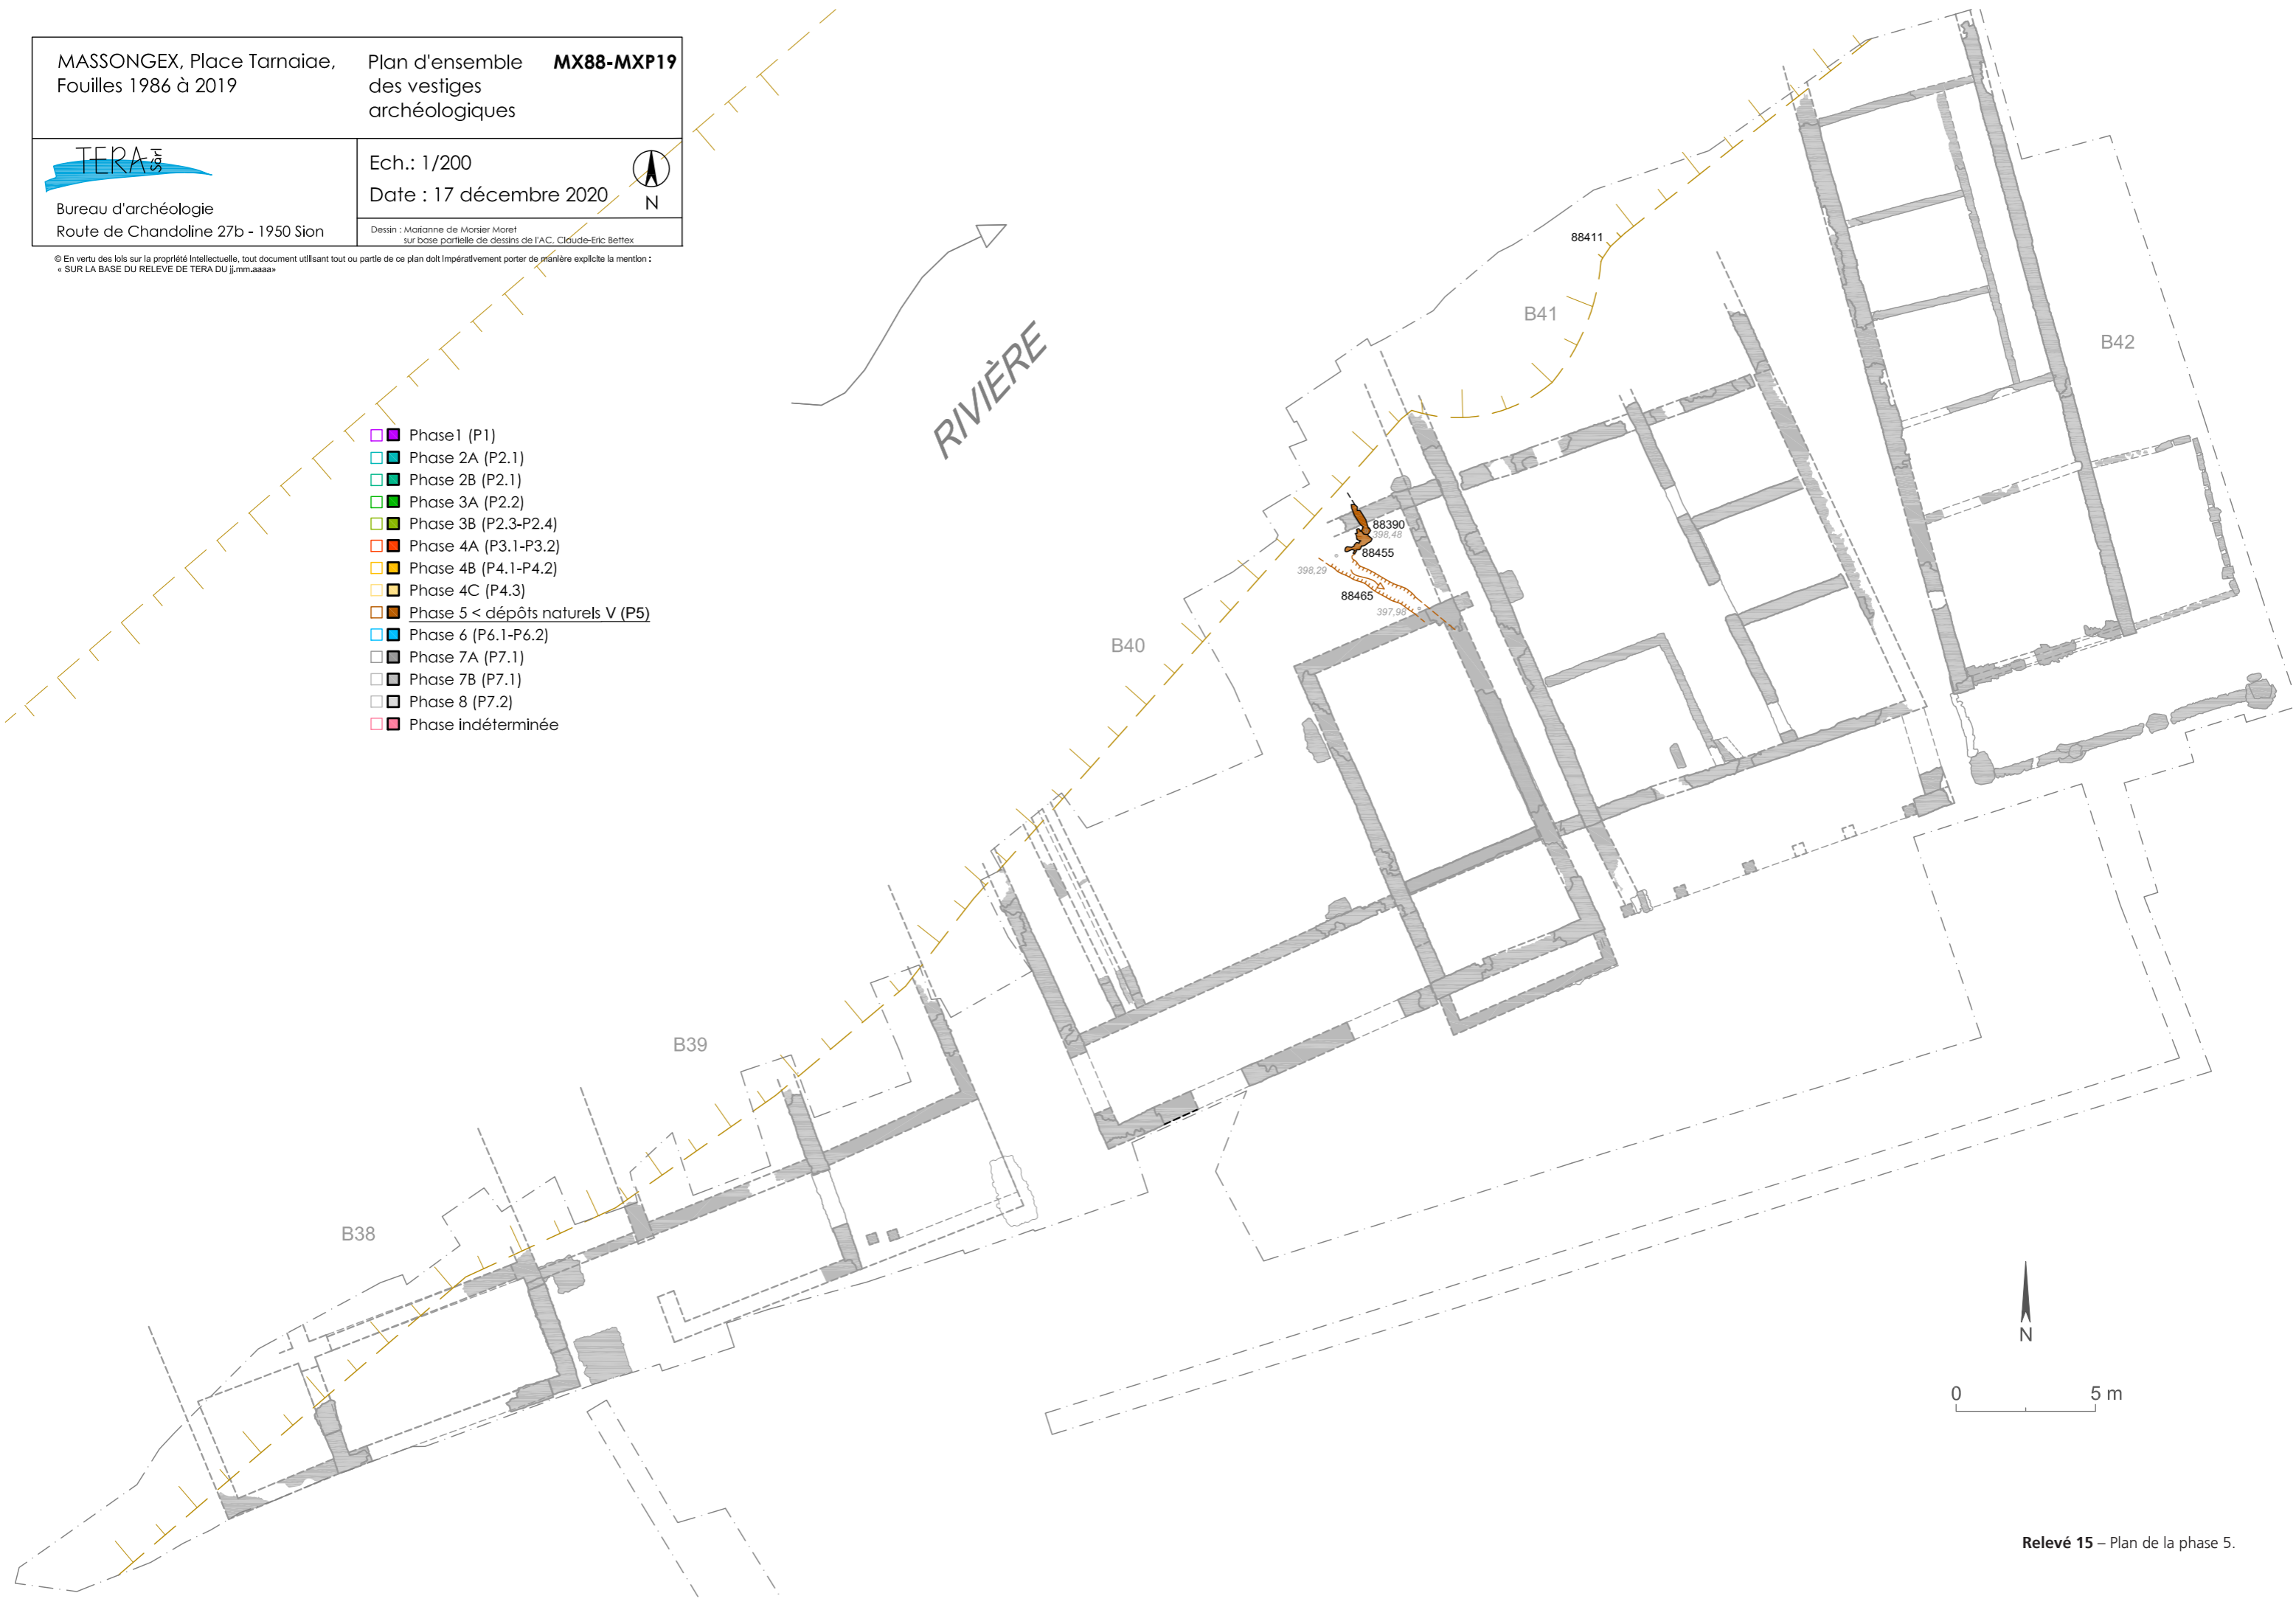 MASSONGEX, Place Tarnaiae,
Fouilles 1986 à 2019
Plan d'ensemble
des vestiges
archéologiques
MX88-MXP19
TERA Sàrl
Bureau d'archéologie
Route de Chandoline 27b - 1950 Sion
Ech.: 1/200
Date : 17 décembre 2020
N
Dessin : Marianne de Morsier Moret
sur base partielle de dessins de l'AC, Claude-Eric Bettex
© En vertu des lois sur la propriété intellectuelle, tout document utilisant tout ou partie de ce plan doit impérativement porter de manière explicite la mention :
« SUR LA BASE DU RELEVE DE TERA DU jj.mm.aaaa»
RIVIÈRE
Phase1 (P1)
Phase 2A (P2.1)
Phase 2B (P2.1)
Phase 3A (P2.2)
Phase 3B (P2.3-P2.4)
Phase 4A (P3.1-P3.2)
Phase 4B (P4.1-P4.2)
Phase 4C (P4.3)
Phase 5 < dépôts naturels V (P5)
Phase 6 (P6.1-P6.2)
Phase 7A (P7.1)
Phase 7B (P7.1)
Phase 8 (P7.2)
Phase indéterminée
88411
B41
B42
88390
398,48
88455
398,29
88465
397,98
B40
B39
B38
N
0 5 m
Relevé 15 – Plan de la phase 5.